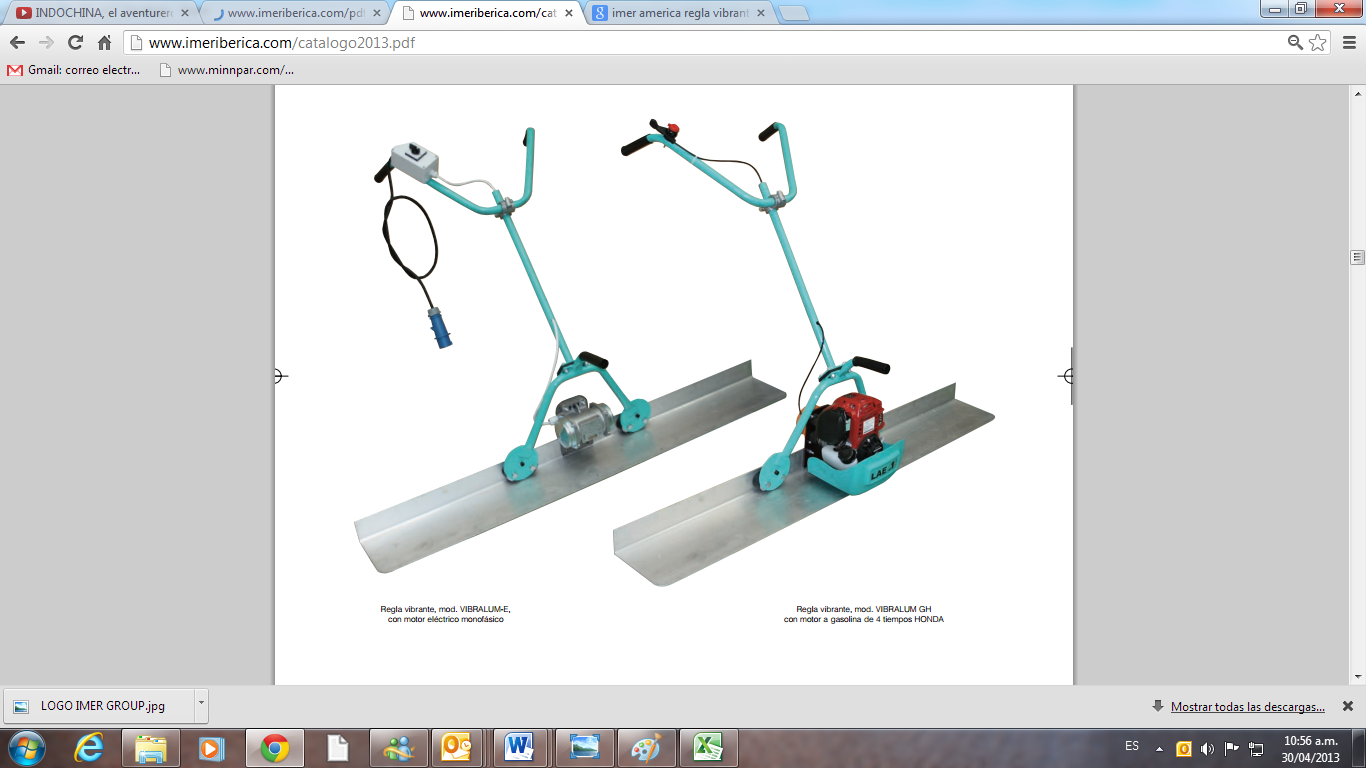 INDOCHINA, el aventurero
www.imeriberica.com/pdf
www.imeriberica.com/cat
imer america regla vibrant
www.imeriberica.com/catalogo2013.pdf
Gmail: correo electr...
www.minnpar.com/...
Regla vibrante, mod. VIBRALUM-E,
con motor eléctrico monofásico
Regla vibrante, mod. VIBRALUM GH
con motor a gasolina de 4 tiempos HONDA
LOGO IMER GROUP.jpg
Mostrar todas las descargas...
ES
10:56 a.m.
30/04/2013